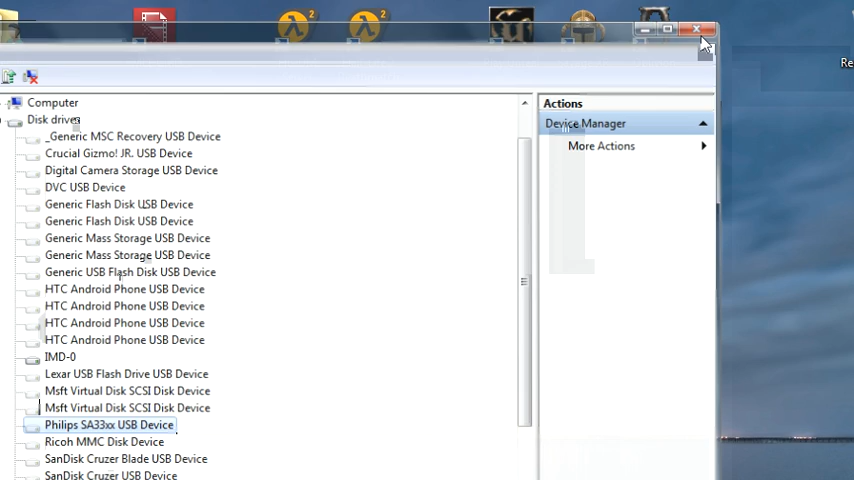 2
2
Re
Computer
Disk drives
_Generic MSC Recovery USB Device
Crucial Gizmo! JR. USB Device
Digital Camera Storage USB Device
DVC USB Device
Generic Flash Disk USB Device
Generic Flash Disk USB Device
Generic Mass Storage USB Device
Generic Mass Storage USB Device
Generic USB Flash Disk USB Device
HTC Android Phone USB Device
HTC Android Phone USB Device
HTC Android Phone USB Device
HTC Android Phone USB Device
IMD-0
Lexar USB Flash Drive USB Device
Msft Virtual Disk SCSI Disk Device
Msft Virtual Disk SCSI Disk Device
Philips SA33xx USB Device
Ricoh MMC Disk Device
SanDisk Cruzer Blade USB Device
SanDisk Cruzer USB Device
Actions
Device Manager
More Actions